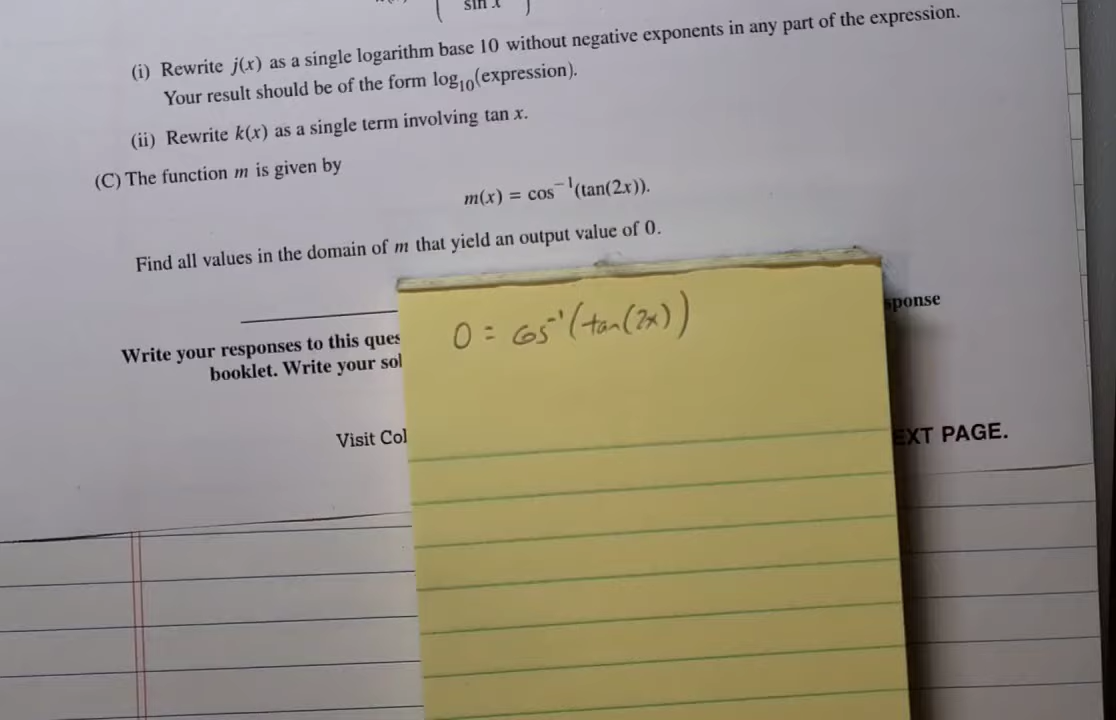 sin x
(i) Rewrite j(x) as a single logarithm base 10 without negative exponents in any part of the expression.
Your result should be of the form log₁₀(expression).
(ii) Rewrite k(x) as a single term involving tan x.
(C) The function m is given by
m(x) = cos⁻¹(tan(2x)).
Find all values in the domain of m that yield an output value of 0.
0 = cos⁻¹(tan(2x))
Write your responses to this ques
sponse
booklet. Write your sol
Visit Col
EXT PAGE.